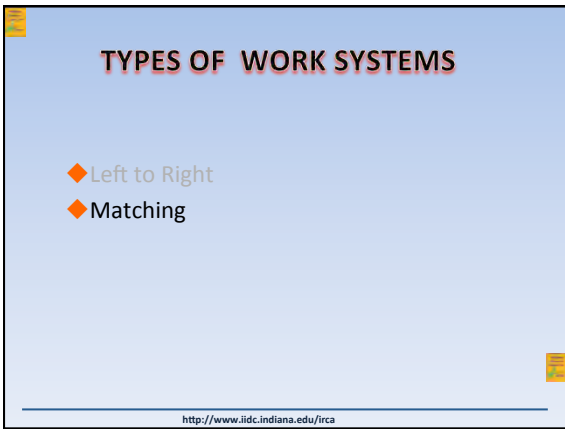 TYPES OF WORK SYSTEMS
Left to Right
Matching
http://www.iidc.indiana.edu/irca